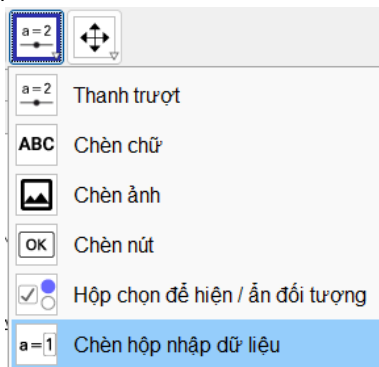 a=2
a=2 Thanh trượt
ABC Chèn chữ
Chèn ảnh
OK Chèn nút
Hộp chọn để hiện / ẩn đối tượng
a=1 Chèn hộp nhập dữ liệu